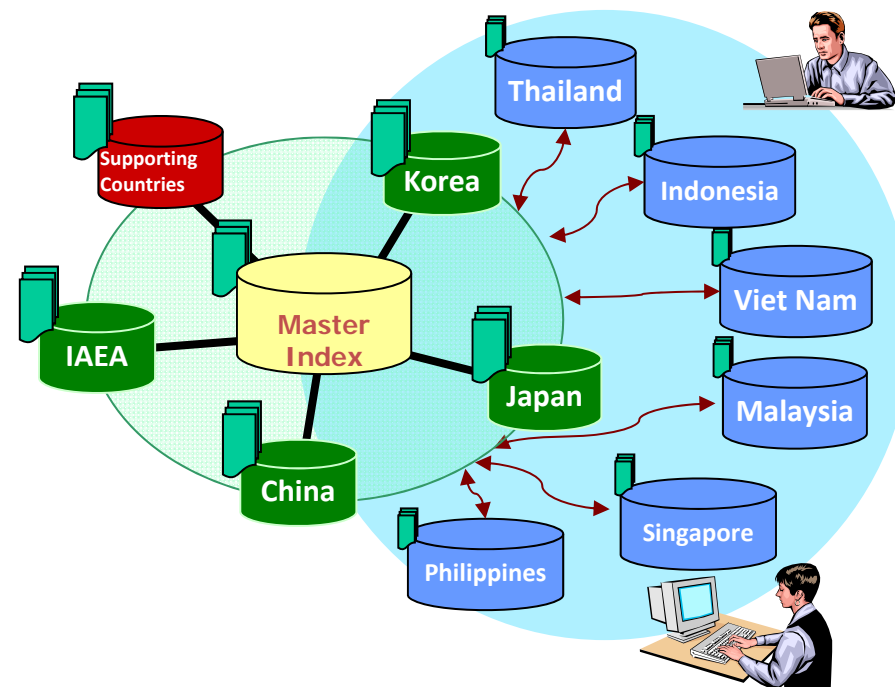 Thailand
Supporting
Countries
Korea
Indonesia
Viet Nam
Master
Index
IAEA
Japan
Malaysia
China
Singapore
Philippines